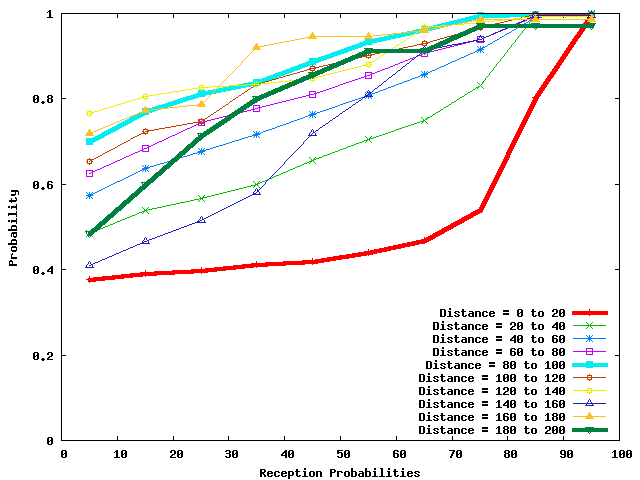 1
0.8
0.6
0.4
0.2
0
Probability
0 10 20 30 40 50 60 70 80 90 100
Reception Probabilities
Distance = 0 to 20
Distance = 20 to 40
Distance = 40 to 60
Distance = 60 to 80
Distance = 80 to 100
Distance = 100 to 120
Distance = 120 to 140
Distance = 140 to 160
Distance = 160 to 180
Distance = 180 to 200